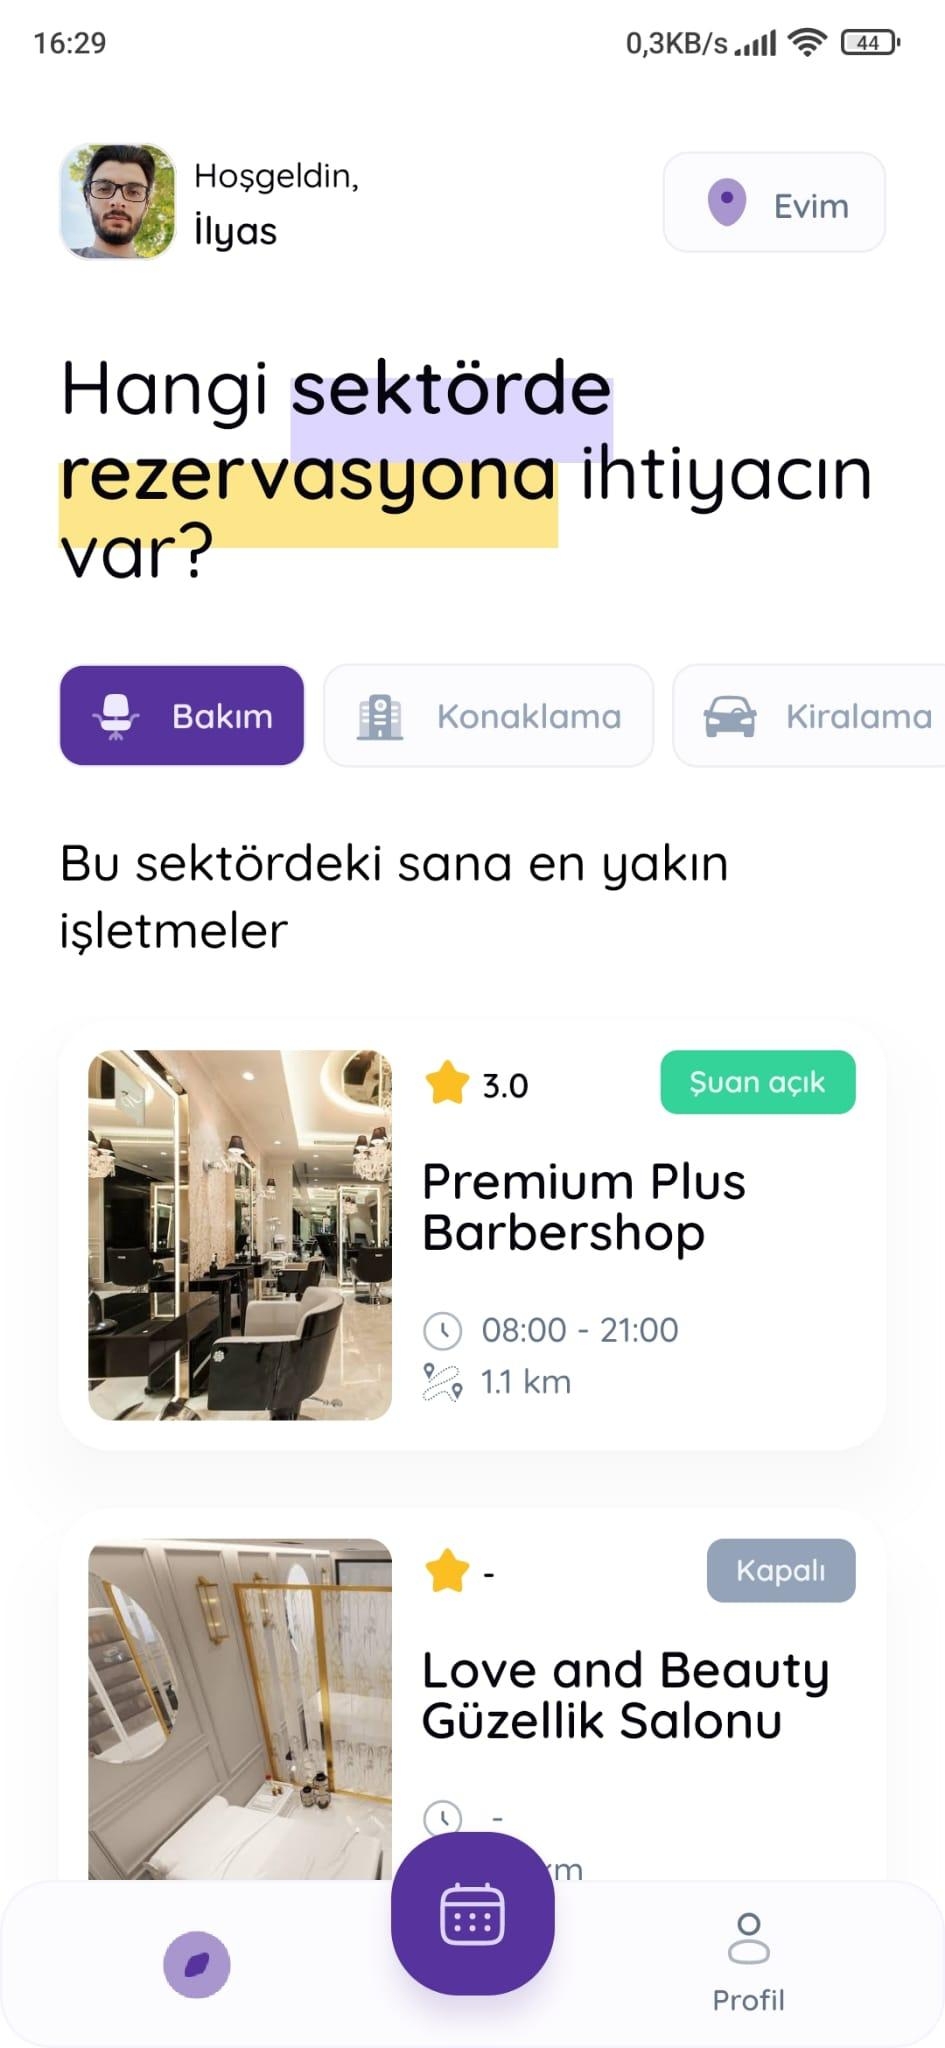 16:29
0,3KB/s
44
Hoşgeldin,
İlyas
Evim
Hangi sektörde
rezervasyona ihtiyacın
var?
Bakım
Konaklama
Kiralama
Bu sektördeki sana en yakın
işletmeler
3.0
Şuan açık
Premium Plus
Barbershop
08:00 - 21:00
1.1 km
-
Kapalı
Love and Beauty
Güzellik Salonu
-
km
Profil